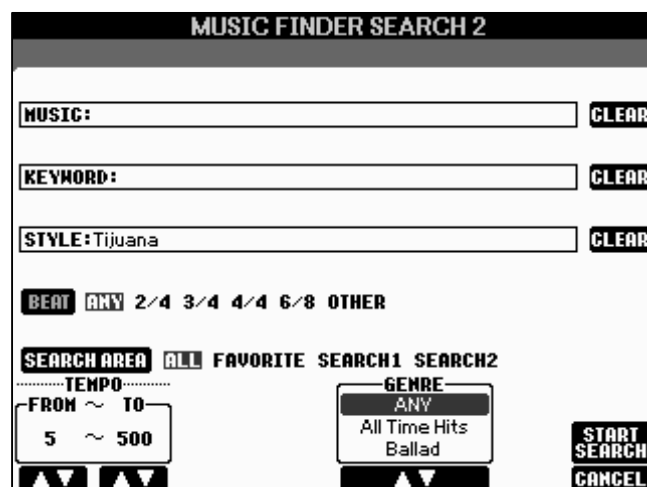 MUSIC FINDER SEARCH 2
MUSIC: CLEAR
KEYWORD: CLEAR
STYLE:Tijuana CLEAR
BEAT ANY 2/4 3/4 4/4 6/8 OTHER
SEARCH AREA ALL FAVORITE SEARCH1 SEARCH2
TEMPO GENRE
FROM ~ TO ANY
5 ~ 500 All Time Hits
Ballad
START
SEARCH
CANCEL